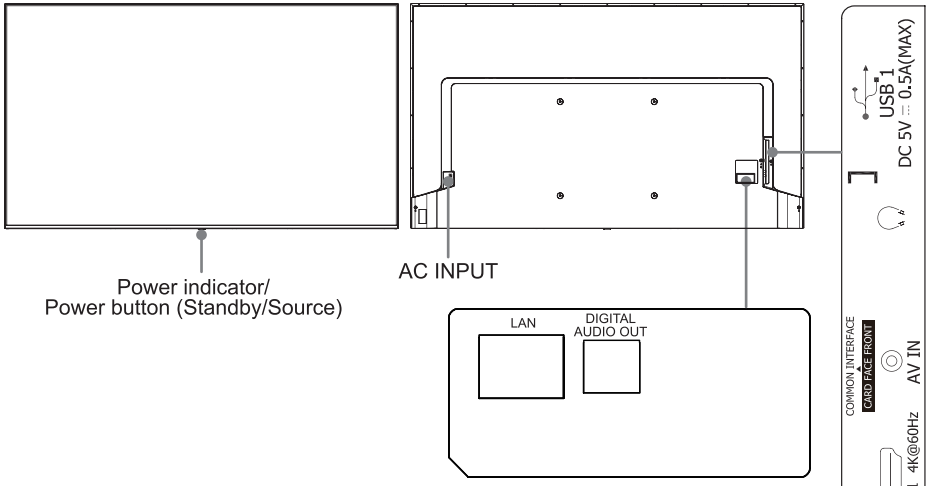 Power indicator/
Power button (Standby/Source)
AC INPUT
LAN
DIGITAL
AUDIO OUT
USB 1
DC 5V ⎓ 0.5A(MAX)
COMMON INTERFACE
CARD FACE FRONT
AV IN
4K@60Hz